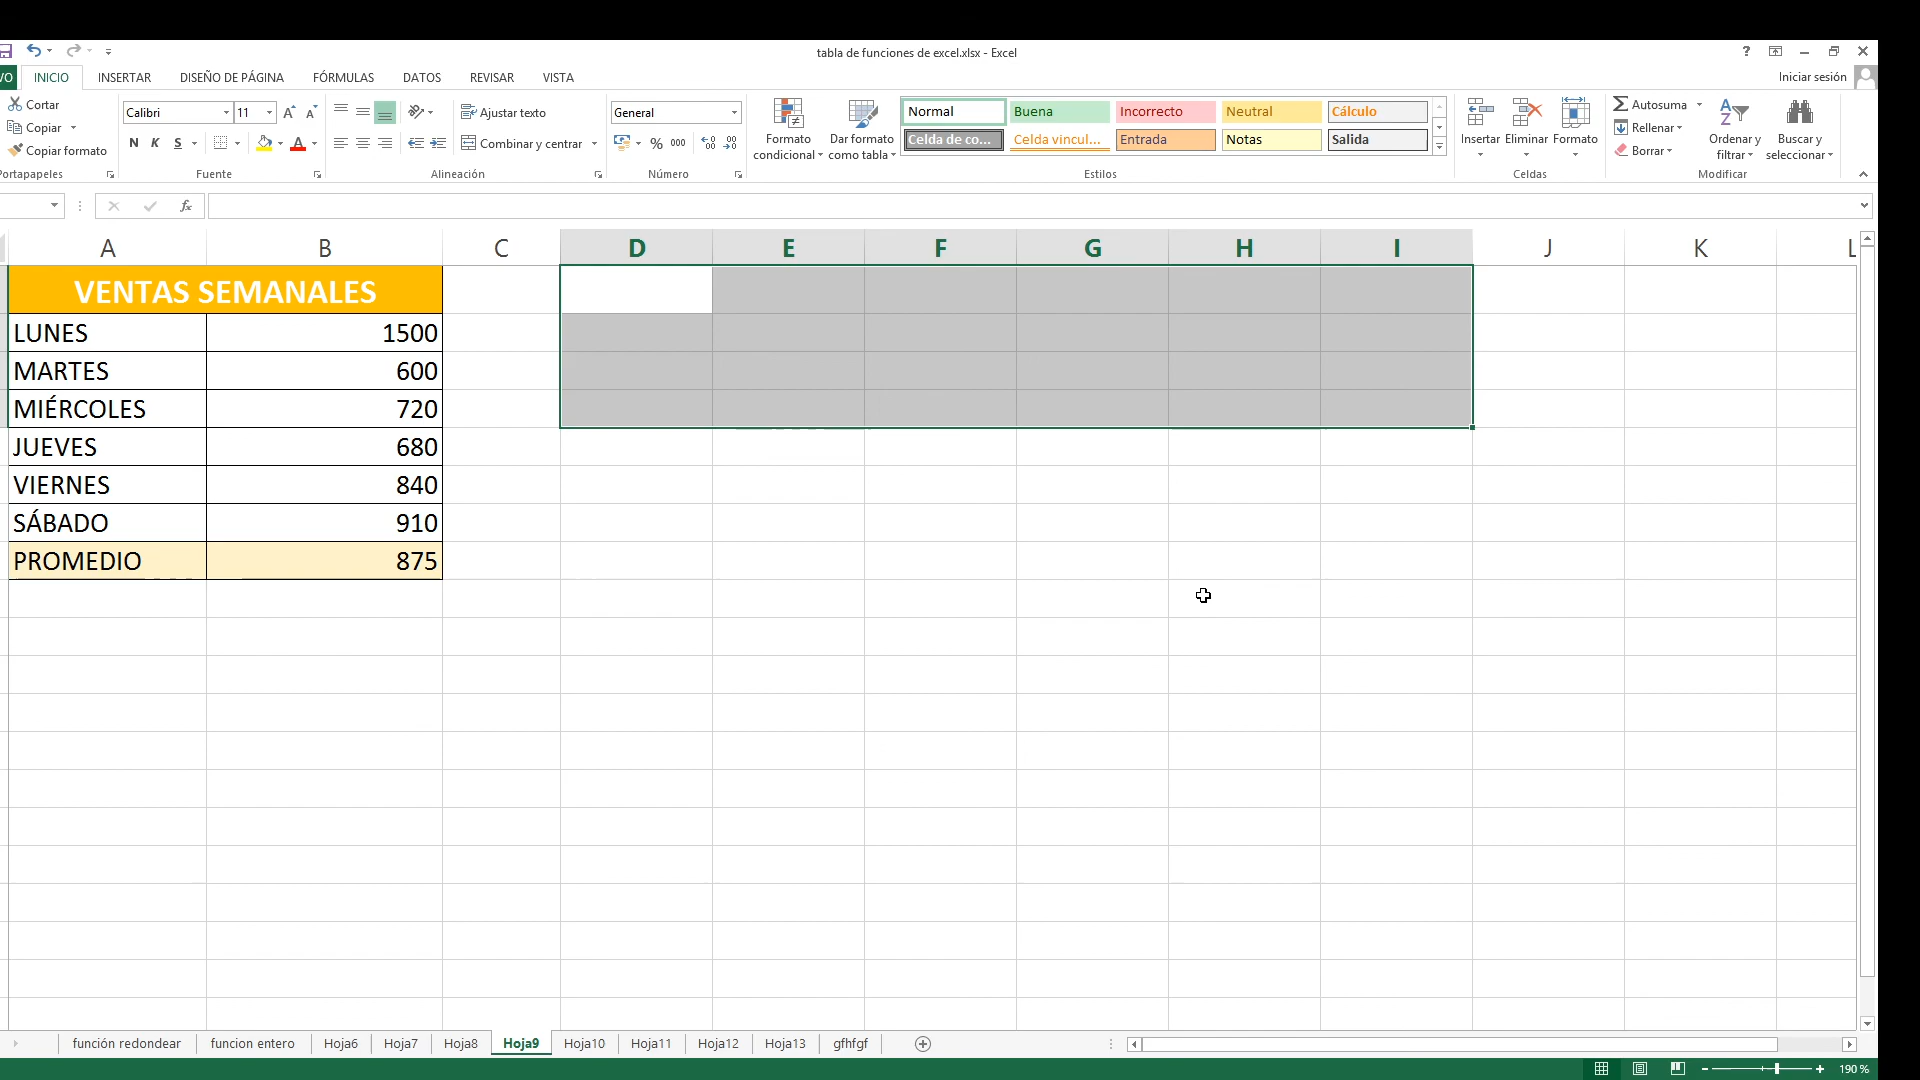 tabla de funciones de excel.xlsx - Excel
?
VO INICIO INSERTAR DISEÑO DE PÁGINA FÓRMULAS DATOS REVISAR VISTA Iniciar sesión
Cortar
Copiar
Copiar formato
Portapapeles
Calibri 11
N K S
Fuente
Ajustar texto
Combinar y centrar
Alineación
General
% 000
Número
Formato condicional
Dar formato como tabla
Normal Buena Incorrecto Neutral Cálculo
Celda de co... Celda vincul... Entrada Notas Salida
Estilos
Insertar Eliminar Formato
Celdas
Autosuma
Rellenar
Borrar
Ordenar y filtrar
Buscar y seleccionar
Modificar
fx
A B C D E F G H I J K L
VENTAS SEMANALES
LUNES 1500
MARTES 600
MIÉRCOLES 720
JUEVES 680
VIERNES 840
SÁBADO 910
PROMEDIO 875
función redondear funcion entero Hoja6 Hoja7 Hoja8 Hoja9 Hoja10 Hoja11 Hoja12 Hoja13 gfhfgf
190 %